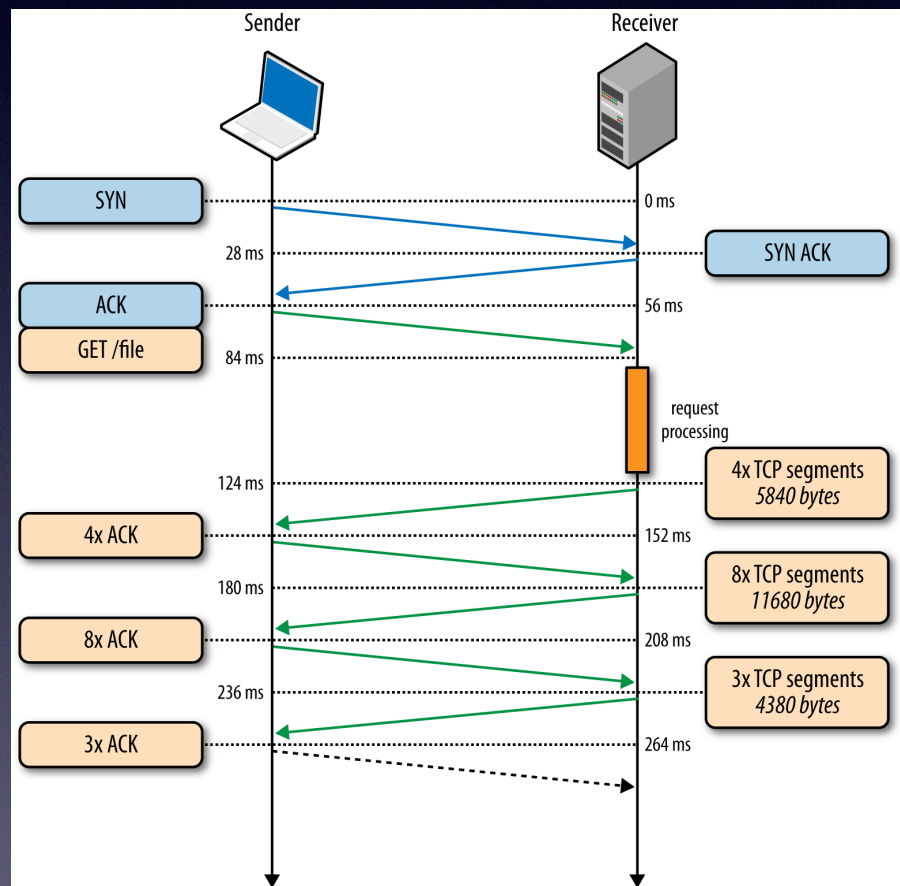 Sender
Receiver
SYN
0 ms
28 ms
SYN ACK
ACK
56 ms
GET /file
84 ms
request
processing
124 ms
4x TCP segments
5840 bytes
4x ACK
152 ms
180 ms
8x TCP segments
11680 bytes
8x ACK
208 ms
236 ms
3x TCP segments
4380 bytes
3x ACK
264 ms